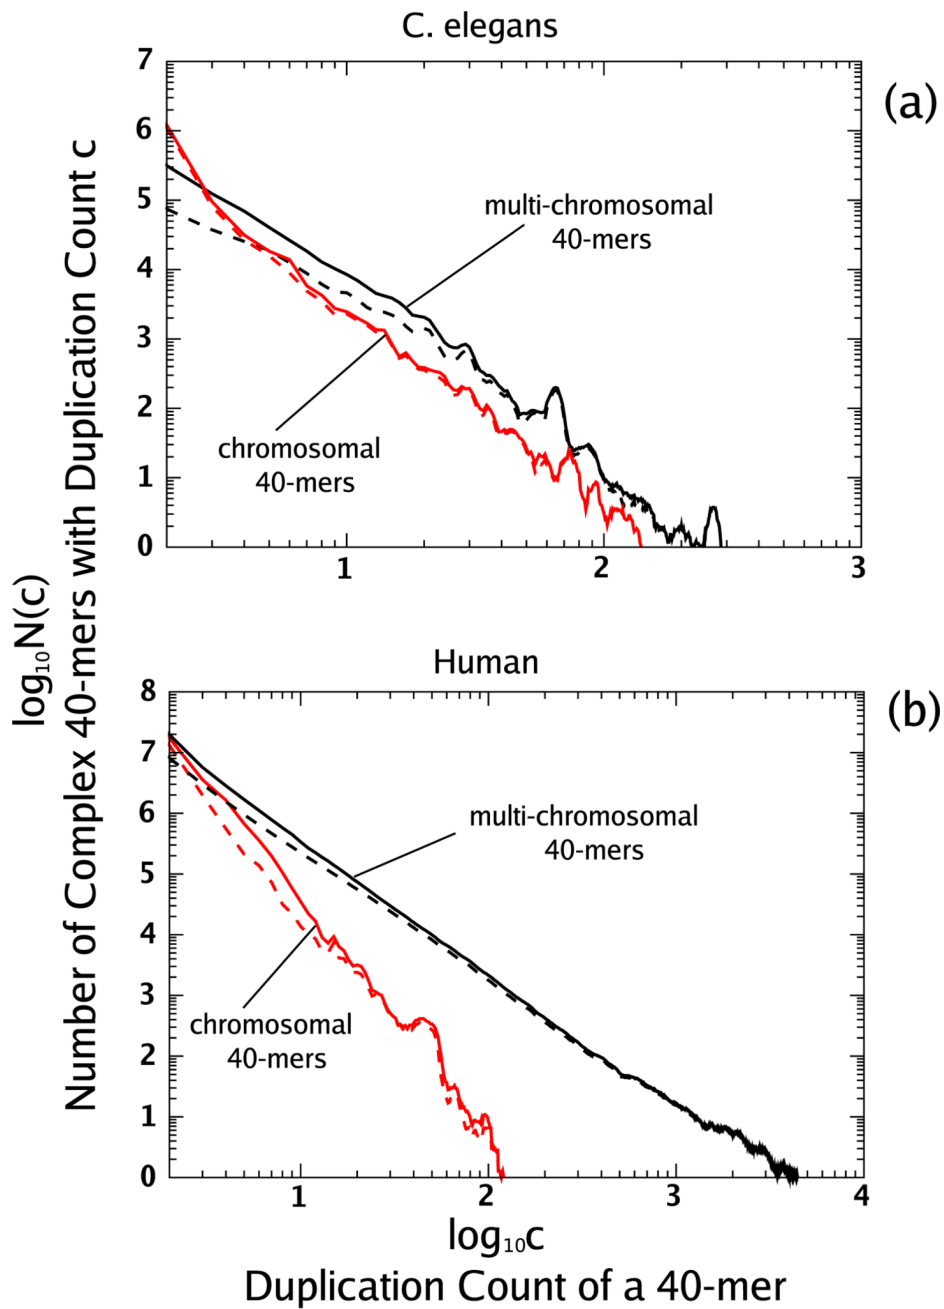 C. elegans
(a)
7
6
5
4
3
2
1
0
multi-chromosomal
40-mers
chromosomal
40-mers
1
2
3
log₁₀N(c)
Number of Complex 40-mers with Duplication Count c
Human
(b)
8
7
6
5
4
3
2
1
0
multi-chromosomal
40-mers
chromosomal
40-mers
1
2
3
4
log₁₀c
Duplication Count of a 40-mer